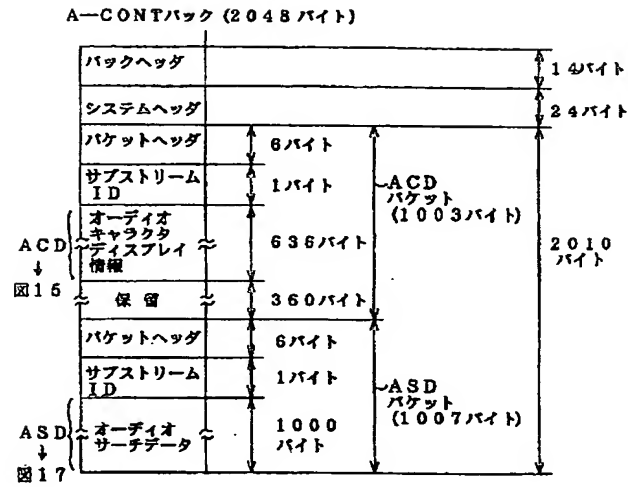 A—CONTパック (2048バイト)
パックヘッダ
14バイト
システムヘッダ
24バイト
パケットヘッダ
6バイト
サブストリーム
ID
1バイト
オーディオ
キャラクタ
ディスプレイ
情報
636バイト
ACD
図15
保留
360バイト
ACD
パケット
(1003バイト)
2010
バイト
パケットヘッダ
6バイト
サブストリーム
ID
1バイト
オーディオ
サーチデータ
1000
バイト
ASD
図17
ASD
パケット
(1007バイト)